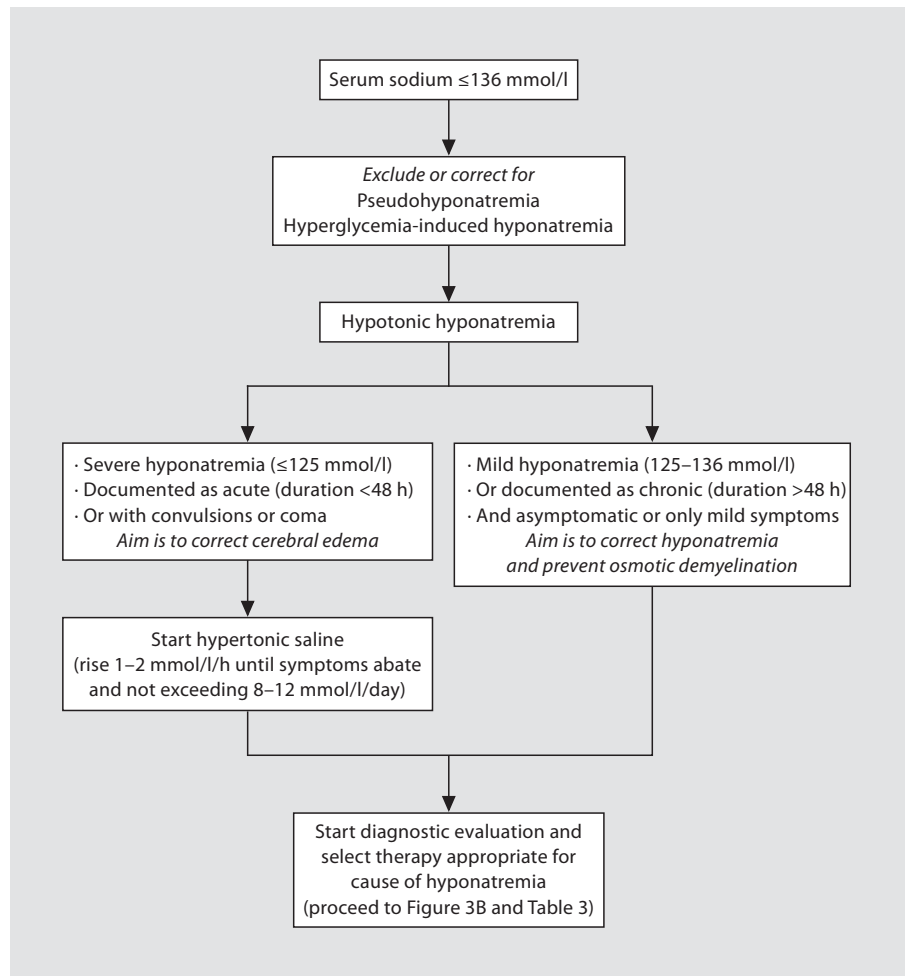 Serum sodium ≤136 mmol/l
Exclude or correct for
Pseudohyponatremia
Hyperglycemia-induced hyponatremia
Hypotonic hyponatremia
· Severe hyponatremia (≤125 mmol/l)
· Documented as acute (duration <48 h)
· Or with convulsions or coma
Aim is to correct cerebral edema
· Mild hyponatremia (125–136 mmol/l)
· Or documented as chronic (duration >48 h)
· And asymptomatic or only mild symptoms
Aim is to correct hyponatremia
and prevent osmotic demyelination
Start hypertonic saline
(rise 1–2 mmol/l/h until symptoms abate
and not exceeding 8–12 mmol/l/day)
Start diagnostic evaluation and
select therapy appropriate for
cause of hyponatremia
(proceed to Figure 3B and Table 3)